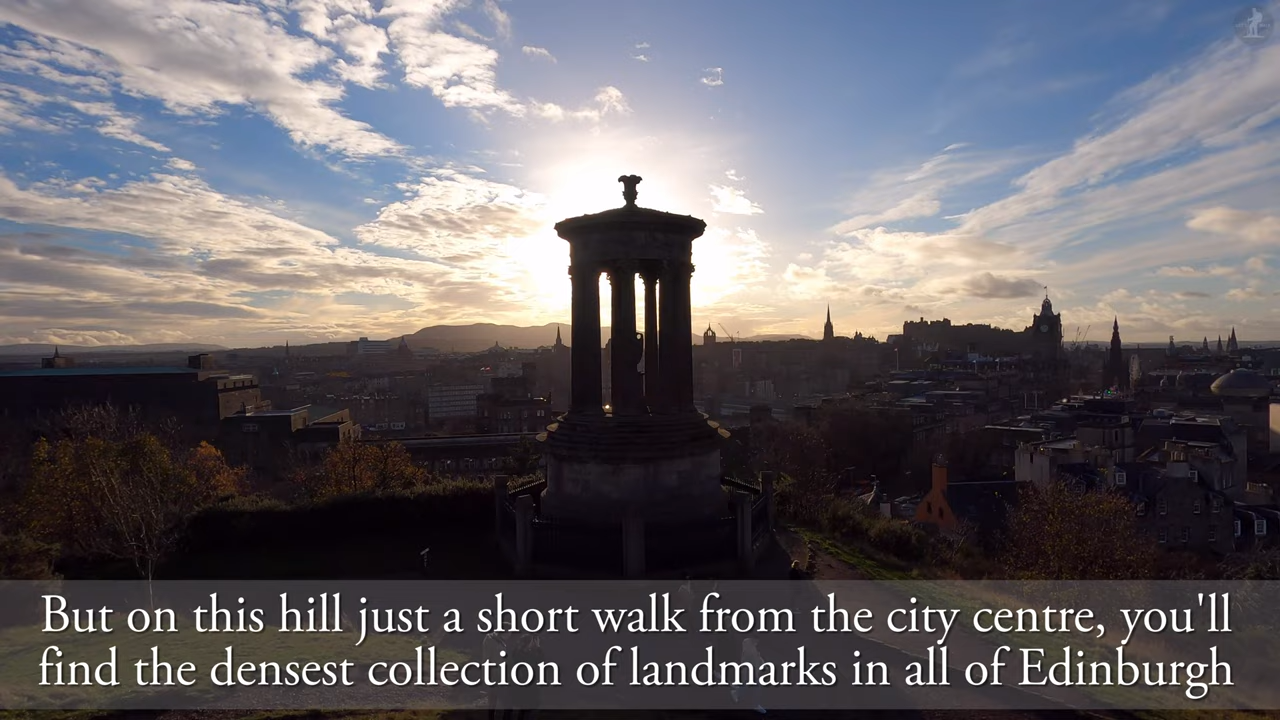 But on this hill just a short walk from the city centre, you'll
find the densest collection of landmarks in all of Edinburgh